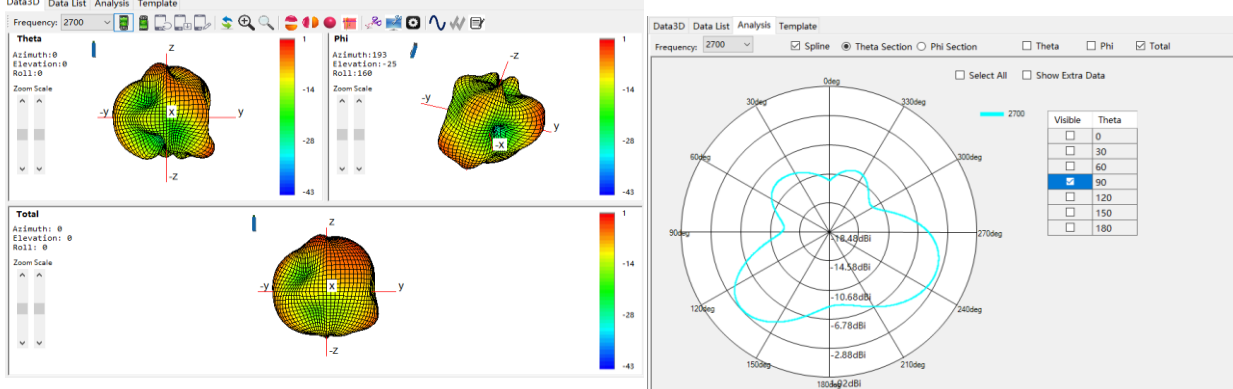 Data3D Data List Analysis Template
Frequency: 2700
Theta
Azimuth:0
Elevation:0
Roll:0
Zoom Scale
z
-y
x
y
-z
1
-14
-28
-43
Phi
Azimuth:193
Elevation:-25
Roll:160
Zoom Scale
-z
-y
-x
y
1
-14
-28
-43
Total
Azimuth: 0
Elevation: 0
Roll: 0
Zoom Scale
z
-y
x
y
-z
1
-14
-28
-43
Data3D Data List Analysis Template
Frequency: 2700 Spline Theta Section Phi Section Theta Phi Total
Select All Show Extra Data
0deg
30deg
330deg
60deg
300deg
90deg
270deg
120deg
240deg
150deg
210deg
180deg
-18.48dBi
-14.58dBi
-10.68dBi
-6.78dBi
-2.88dBi
1.02dBi
2700
Visible Theta
0
30
60
90
120
150
180